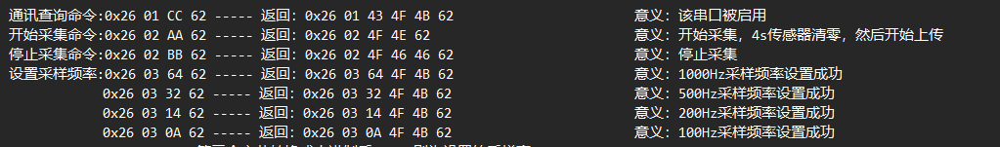 通讯查询命令:0x26 01 CC 62 ----- 返回: 0x26 01 43 4F 4B 62 意义: 该串口被启用
开始采集命令:0x26 02 AA 62 ----- 返回: 0x26 02 4F 4E 62 意义: 开始采集，4s传感器清零，然后开始上传
停止采集命令:0x26 02 BB 62 ----- 返回: 0x26 02 4F 46 46 62 意义: 停止采集
设置采样频率:0x26 03 64 62 ----- 返回: 0x26 03 64 4F 4B 62 意义: 1000Hz采样频率设置成功
0x26 03 32 62 ----- 返回: 0x26 03 32 4F 4B 62 意义: 500Hz采样频率设置成功
0x26 03 14 62 ----- 返回: 0x26 03 14 4F 4B 62 意义: 200Hz采样频率设置成功
0x26 03 0A 62 ----- 返回: 0x26 03 0A 4F 4B 62 意义: 100Hz采样频率设置成功